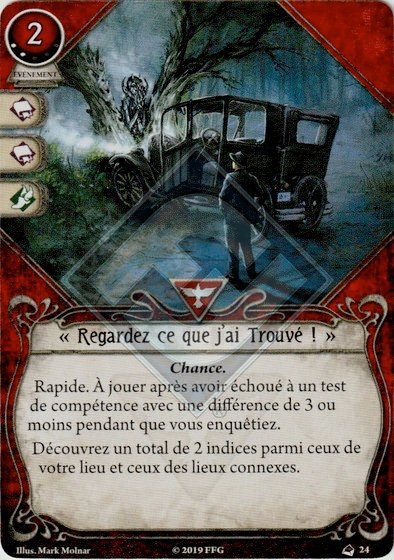 2
ÉVÉNEMENT
« Regardez ce que j'ai Trouvé ! »
Chance.
Rapide. À jouer après avoir échoué à un test
de compétence avec une différence de 3 ou
moins pendant que vous enquêtiez.
Découvrez un total de 2 indices parmi ceux de
votre lieu et ceux des lieux connexes.
Illus. Mark Molnar © 2019 FFG 24